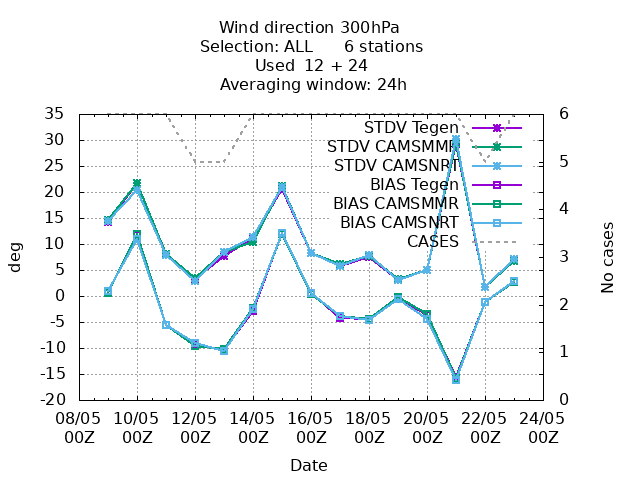 Wind direction 300hPa
Selection: ALL 6 stations
Used 12 + 24
Averaging window: 24h
35
30
25
20
15
10
5
0
-5
-10
-15
-20
deg
6
5
4
3
2
1
0
No cases
STDV Tegen
STDV CAMSMMR
STDV CAMSNRT
BIAS Tegen
BIAS CAMSMMR
BIAS CAMSNRT
CASES
08/05 10/05 12/05 14/05 16/05 18/05 20/05 22/05 24/05
00Z 00Z 00Z 00Z 00Z 00Z 00Z 00Z 00Z
Date